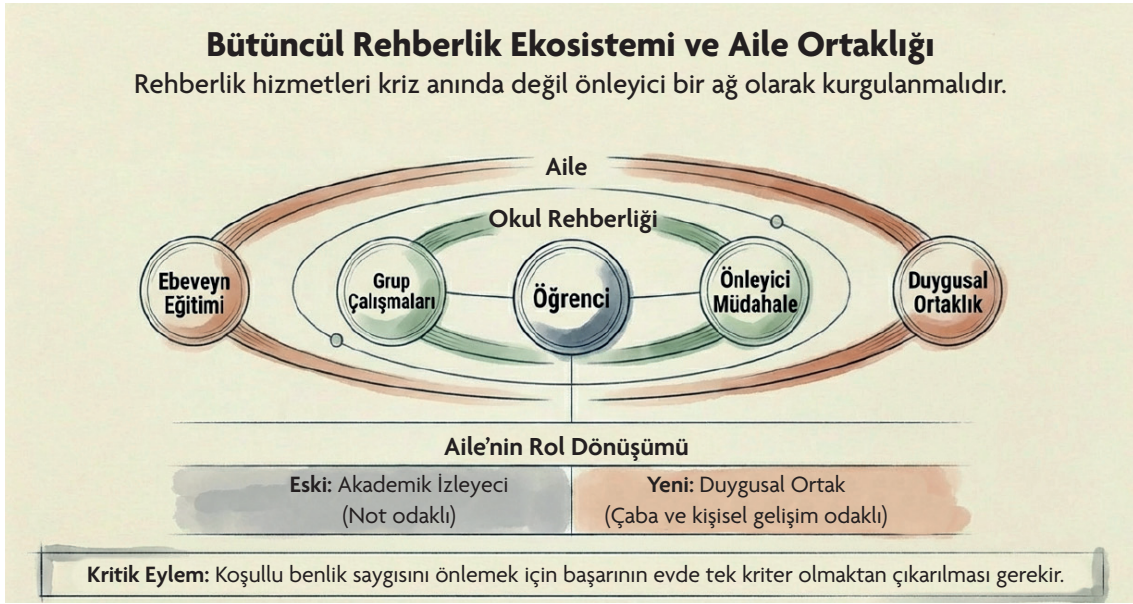 Bütüncül Rehberlik Ekosistemi ve Aile Ortaklığı
Rehberlik hizmetleri kriz anında değil önleyici bir ağ olarak kurgulanmalıdır.
Aile
Okul Rehberliği
Ebeveyn
Eğitimi
Grup
Çalışmaları
Öğrenci
Önleyici
Müdahale
Duygusal
Ortaklık
Aile’nin Rol Dönüşümü
Eski: Akademik İzleyeci
(Not odaklı)
Yeni: Duygusal Ortak
(Çaba ve kişisel gelişim odaklı)
Kritik Eylem: Koşullu benlik saygısını önlemek için başarının evde tek kriter olmaktan çıkarılması gerekir.